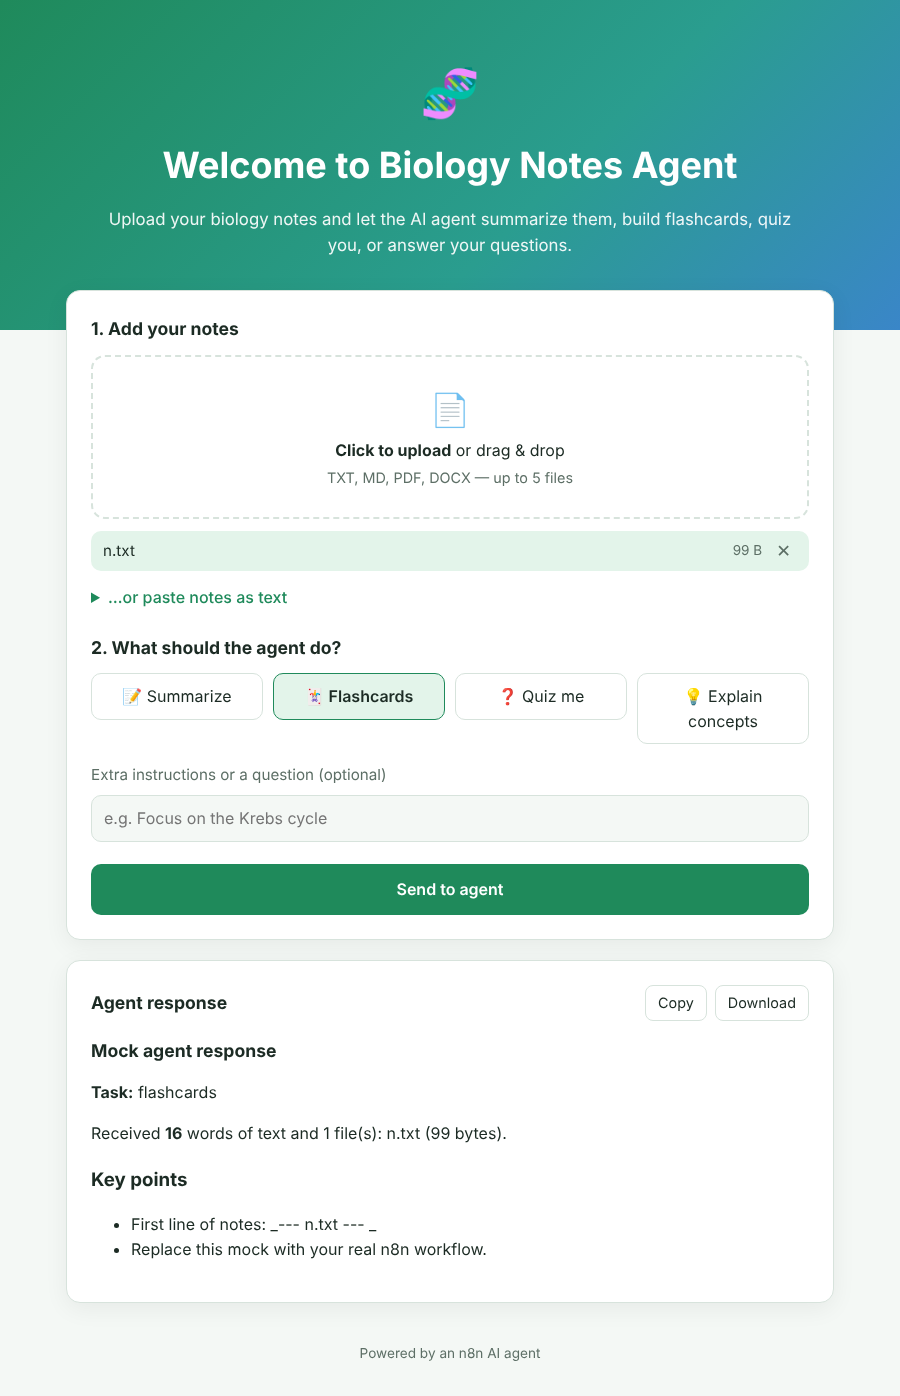 Welcome to Biology Notes Agent
Upload your biology notes and let the AI agent summarize them, build flashcards, quiz
you, or answer your questions.
1. Add your notes
Click to upload or drag & drop
TXT, MD, PDF, DOCX — up to 5 files
n.txt 99 B ✕
▶ ...or paste notes as text
2. What should the agent do?
📝 Summarize
🃏 Flashcards
❓ Quiz me
💡 Explain
concepts
Extra instructions or a question (optional)
e.g. Focus on the Krebs cycle
Send to agent
Agent response
Copy
Download
Mock agent response
Task: flashcards
Received 16 words of text and 1 file(s): n.txt (99 bytes).
Key points
• First line of notes: _--- n.txt --- _
• Replace this mock with your real n8n workflow.
Powered by an n8n AI agent